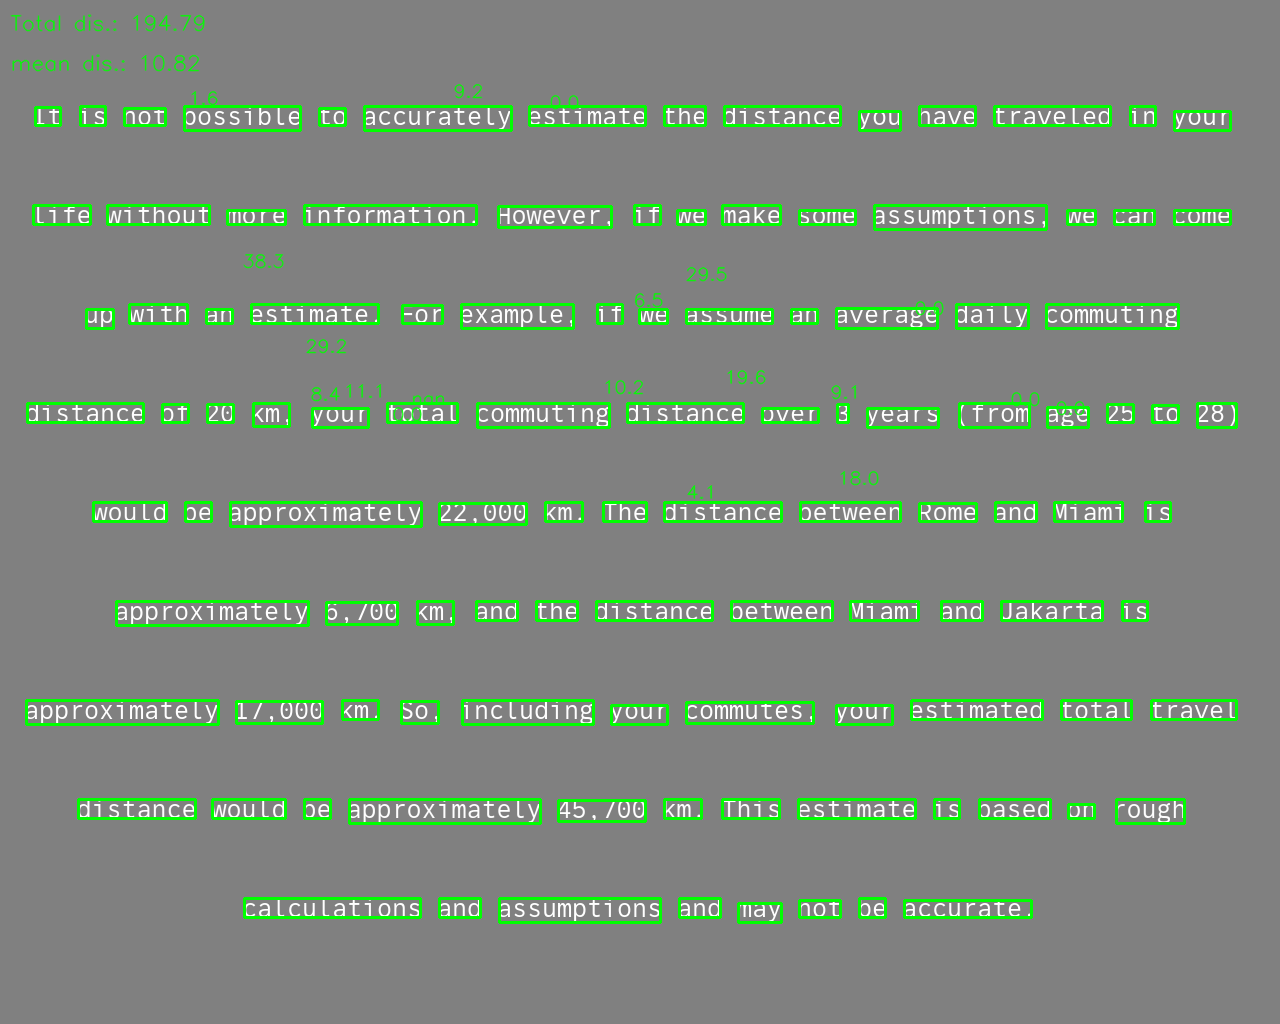 Total dis.: 194.79
mean dis.: 10.82
1.6 9.2 0.0
It is not possible to accurately estimate the distance you have traveled in your
life without more information. However, if we make some assumptions, we can come
38.3 6.5 29.5 0.0
up with an estimate. For example, if we assume an average daily commuting
29.2 8.4 11.1 10.2 19.6 9.1 0.0
distance of 20 km, your total commuting distance over 3 years (from age 25 to 28)
4.1 18.0
would be approximately 22,000 km. The distance between Rome and Miami is
approximately 6,700 km, and the distance between Miami and Jakarta is
approximately 17,000 km. So, including your commutes, your estimated total travel
distance would be approximately 45,700 km. This estimate is based on rough
calculations and assumptions and may not be accurate.